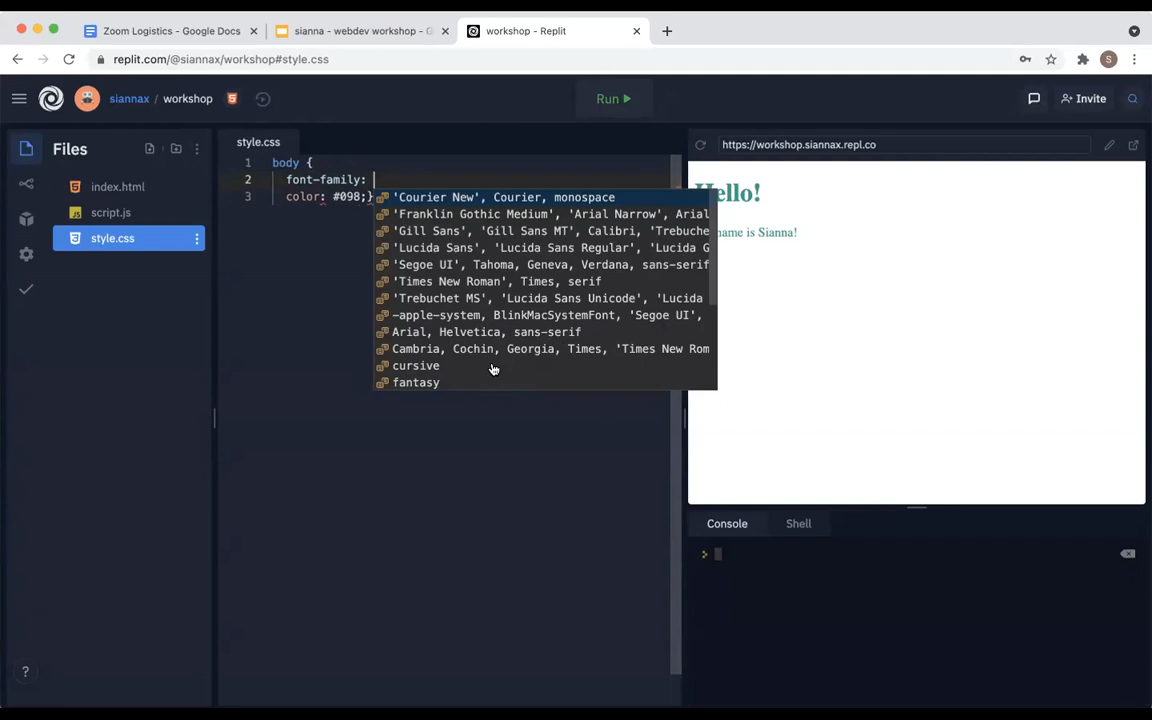 Zoom Logistics - Google Docs
sianna - webdev workshop - G
workshop - Replit
replit.com/@siannax/workshop#style.css
S
siannax / workshop
Run
Invite
Files
index.html
script.js
style.css
style.css
1 body {
2 font-family:
3 color: #098;}
'Courier New', Courier, monospace
'Franklin Gothic Medium', 'Arial Narrow', Arial
'Gill Sans', 'Gill Sans MT', Calibri, 'Trebuche
'Lucida Sans', 'Lucida Sans Regular', 'Lucida G
'Segoe UI', Tahoma, Geneva, Verdana, sans-serif
'Times New Roman', Times, serif
'Trebuchet MS', 'Lucida Sans Unicode', 'Lucida
-apple-system, BlinkMacSystemFont, 'Segoe UI',
Arial, Helvetica, sans-serif
Cambria, Cochin, Georgia, Times, 'Times New Rom
cursive
fantasy
https://workshop.siannax.repl.co
Hello!
name is Sianna!
Console
Shell
?